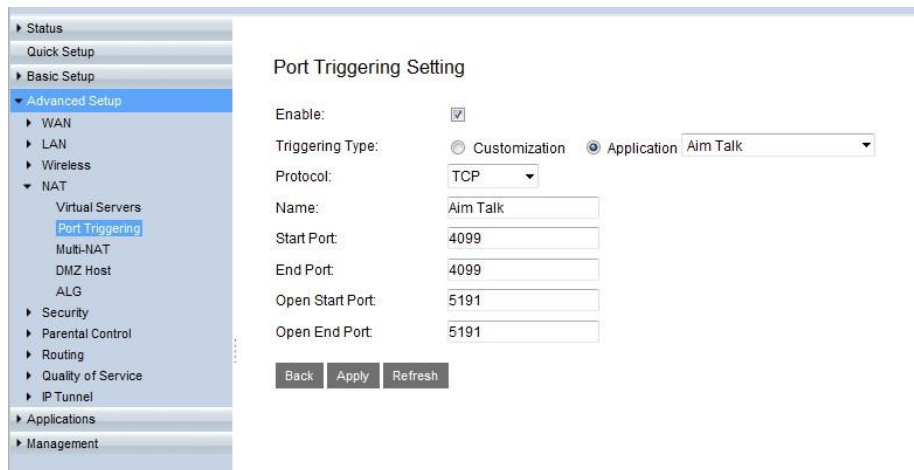 Status
Quick Setup
Basic Setup
Advanced Setup
WAN
LAN
Wireless
NAT
Virtual Servers
Port Triggering
Multi-NAT
DMZ Host
ALG
Security
Parental Control
Routing
Quality of Service
IP Tunnel
Applications
Management
Port Triggering Setting
Enable:
Triggering Type: Customization Application Aim Talk
Protocol: TCP
Name: Aim Talk
Start Port: 4099
End Port: 4099
Open Start Port: 5191
Open End Port: 5191
Back Apply Refresh